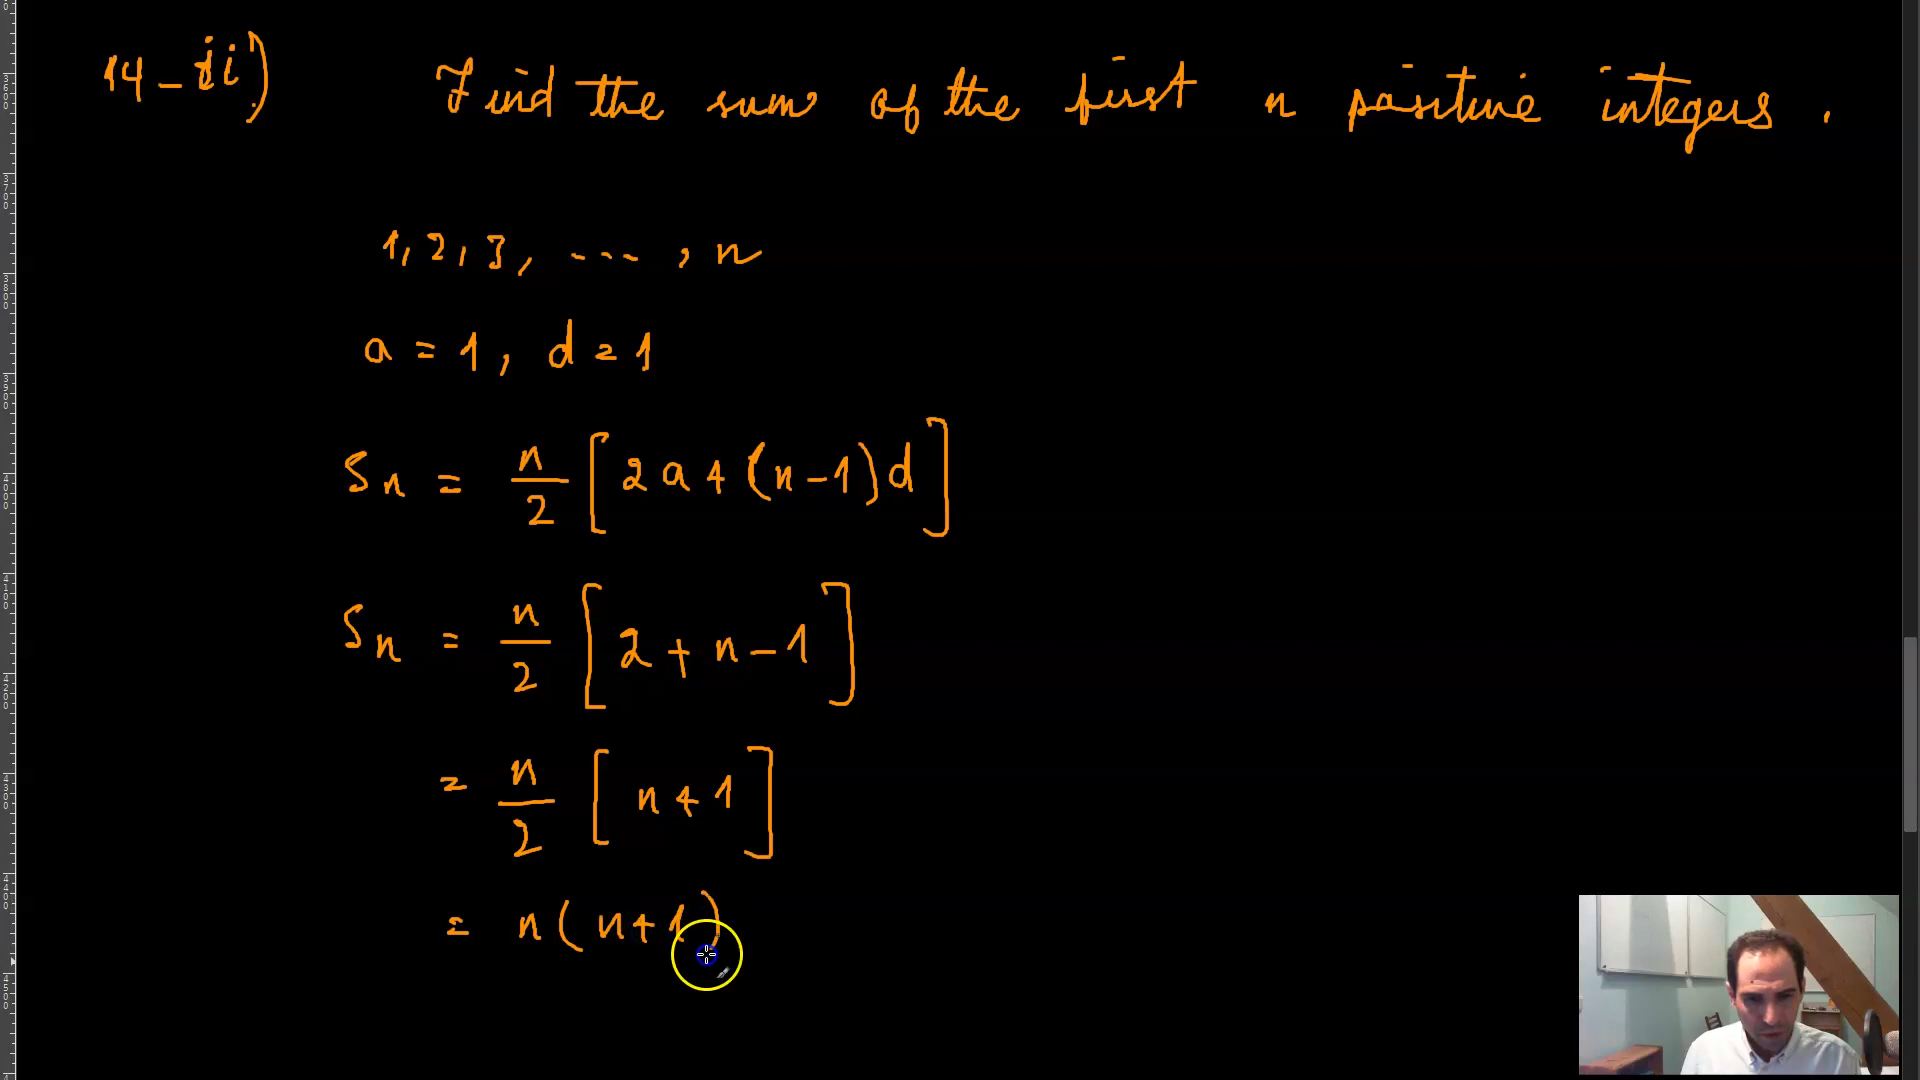 14-ii) Find the sum of the first n positive integers.
1, 2, 3, ..., n
a = 1, d = 1
Sn = n/2 [2a + (n-1)d]
Sn = n/2 [2 + n - 1]
= n/2 [n + 1]
= n(n+1)